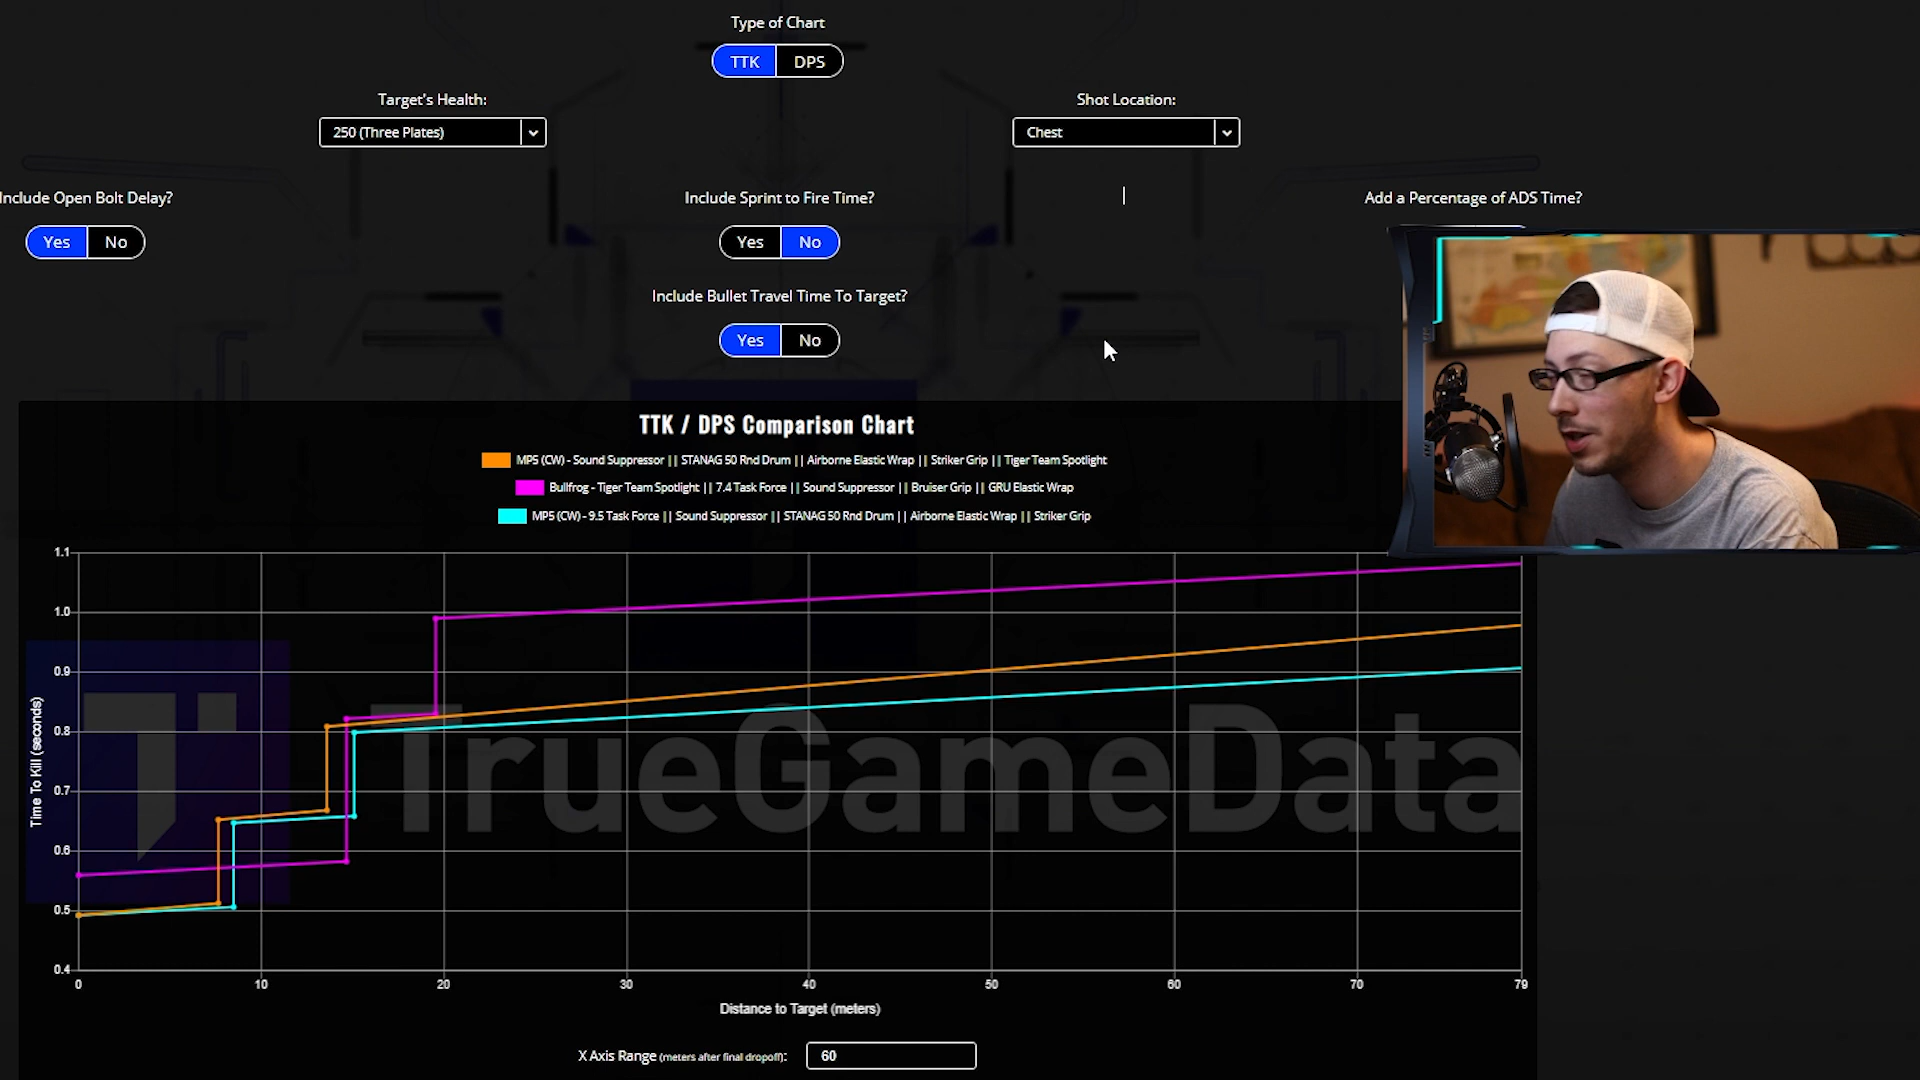 Type of Chart
TTK DPS
Target's Health: Shot Location:
250 (Three Plates) Chest
Include Open Bolt Delay? Include Sprint to Fire Time? Add a Percentage of ADS Time?
Yes No Yes No
Include Bullet Travel Time To Target?
Yes No
TTK / DPS Comparison Chart
MP5 (CW) - Sound Suppressor || STANAG 50 Rnd Drum || Airborne Elastic Wrap || Striker Grip || Tiger Team Spotlight
Bullfrog - Tiger Team Spotlight || 7.4 Task Force || Sound Suppressor || Bruiser Grip || GRU Elastic Wrap
MP5 (CW) - 9.5 Task Force || Sound Suppressor || STANAG 50 Rnd Drum || Airborne Elastic Wrap || Striker Grip
1.1
1.0
0.9
0.8
0.7
0.6
0.5
0.4
Time To Kill (seconds)
TrueGameData
0 10 20 30 40 50 60 70 79
Distance to Target (meters)
X Axis Range (meters after final dropoff): 60